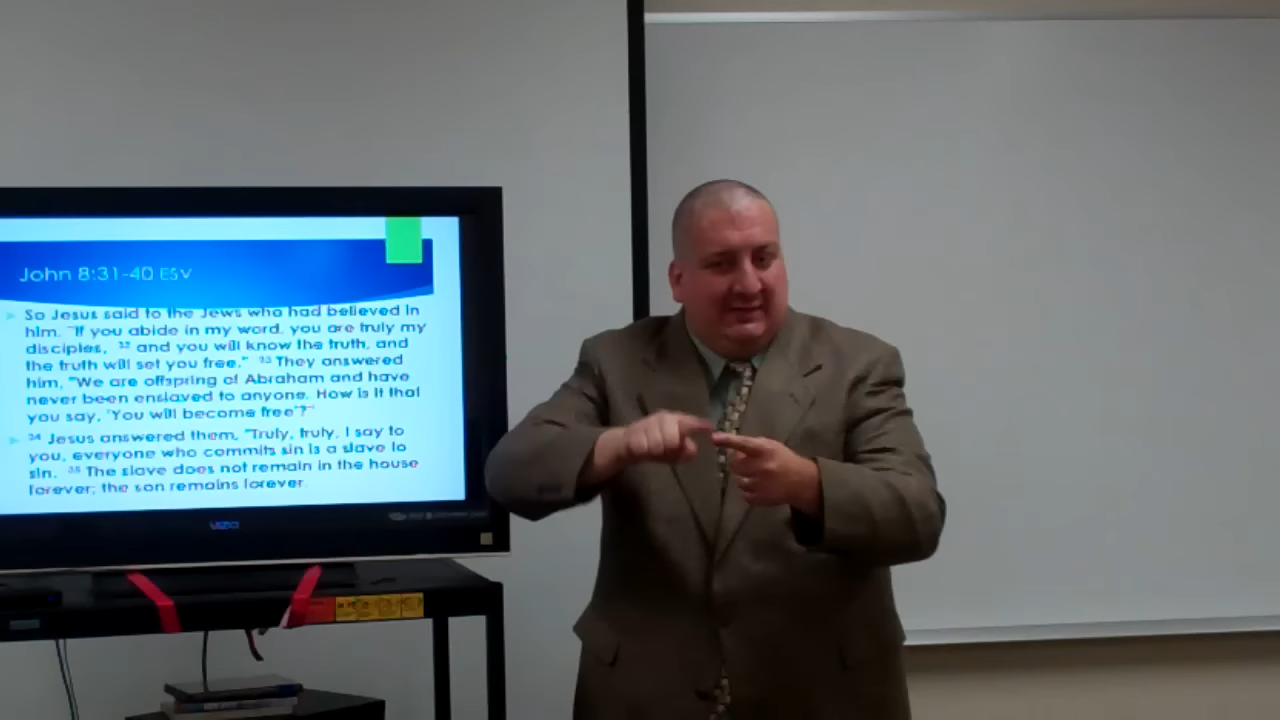 John 8:31-40 ESV
So Jesus said to the Jews who had believed in
him, "If you abide in my word, you are truly my
disciples, 32 and you will know the truth, and
the truth will set you free." 33 They answered
him, "We are offspring of Abraham and have
never been enslaved to anyone. How is it that
you say, 'You will become free'?"
34 Jesus answered them, "Truly, truly, I say to
you, everyone who commits sin is a slave to
sin. 35 The slave does not remain in the house
forever; the son remains forever.
VIZIO